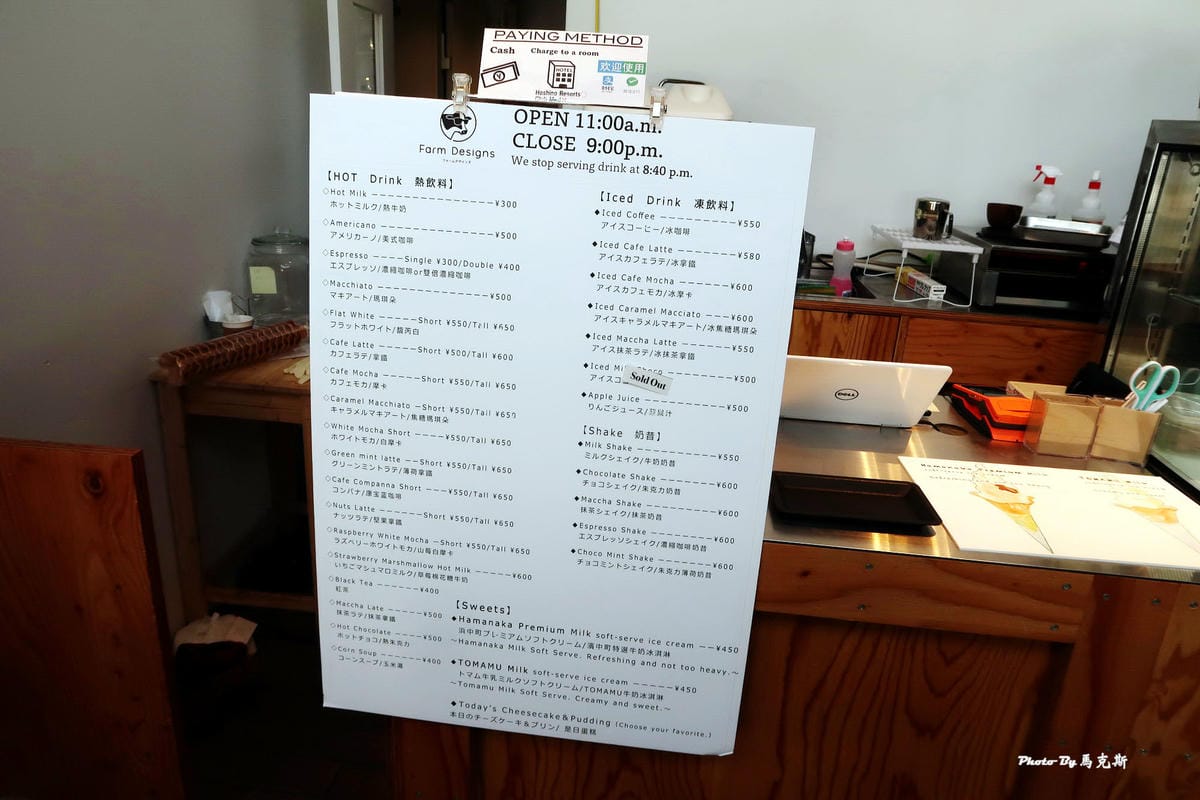 PAYING METHOD
Cash
Charge to a room
欢迎使用
HOTEL
Hoshino Resorts
Farm Designs
ファームデザインズ
OPEN 11:00a.m.
CLOSE 9:00p.m.
We stop serving drink at 8:40 p.m.
【HOT Drink 熱飲料】
◇Hot Milk ————————————————¥300
ホットミルク/熱牛奶
◇Americano ————————————————¥500
アメリカーノ/美式咖啡
◇Espresso ————Single ¥300/Double ¥400
エスプレッソ/濃縮咖啡or雙倍濃縮咖啡
◇Macchiato ———————————————¥500
マキアート/瑪琪朵
◇Flat White —————Short ¥550/Tall ¥650
フラットホワイト/馥芮白
◇Cafe Latte ————Short ¥500/Tall ¥600
カフェラテ/拿鐵
◇Cafe Mocha ————Short ¥550/Tall ¥650
カフェモカ/摩卡
◇Caramel Macchiato —Short ¥550/Tall ¥650
キャラメルマキアート/焦糖瑪琪朵
◇White Mocha Short ————¥550/Tall ¥650
ホワイトモカ/白摩卡
◇Green mint latte ——Short ¥550/Tall ¥650
グリーンミントラテ/薄荷拿鐵
◇Cafe Companna Short ———¥550/Tall ¥650
コンパナ/康宝蓝咖啡
◇Nuts Latte ————Short ¥550/Tall ¥650
ナッツラテ/堅果拿鐵
◇Raspberry White Mocha —Short ¥550/Tall ¥650
ラズベリーホワイトモカ/山莓白摩卡
◇Strawberry Marshmallow Hot Milk —————¥600
いちごマシュマロミルク/草莓棉花糖牛奶
◇Black Tea ———————¥400
紅茶
◇Maccha Late —————¥500
抹茶ラテ/抹茶拿鐵
◇Hot Chocolate —————¥500
ホットチョコ/熱朱克力
◇Corn Soup —————¥400
コーンスープ/玉米湯
【Iced Drink 凍飲料】
◆Iced Coffee ——————————¥550
アイスコーヒー/冰咖啡
◆Iced Cafe Latte ————————¥580
アイスカフェラテ/冰拿鐵
◆Iced Cafe Mocha ———————¥600
アイスカフェモカ/冰摩卡
◆Iced Caramel Macciato ———¥600
アイスキャラメルマキアート/冰焦糖瑪琪朵
◆Iced Maccha Latte ——————¥550
アイス抹茶ラテ/冰抹茶拿鐵
◆Iced ¥500
アイスコ
Sold Out
◆Apple Juice ——————————¥500
りんごジュース/
【Shake 奶昔】
◆Milk Shake ——————————¥550
ミルクシェイク/牛奶奶昔
◆Chocolate Shake ———————¥600
チョコシェイク/朱克力奶昔
◆Maccha Shake —————————¥600
抹茶シェイク/抹茶奶昔
◆Espresso Shake ————————¥600
エスプレッソシェイク/濃縮咖啡奶昔
◆Choco Mint Shake ———————¥600
チョコミントシェイク/朱克力薄荷奶昔
【Sweets】
◆Hamanaka Premium Milk soft-serve ice cream ——¥450
浜中町プレミアムソフトクリーム/濱中町特選牛奶冰淇淋
～Hamanaka Milk Soft Serve. Refreshing and not too heavy.～
◆TOMAMU Milk soft-serve ice cream —————¥450
トマム牛乳ミルクソフトクリーム/TOMAMU牛奶冰淇淋
～Tomamu Milk Soft Serve. Creamy and sweet.～
◆Today's Cheesecake＆Pudding (Choose your favorite.)
本日のチーズケーキ＆プリン/ 是日蛋糕
DELL
Hamanaka Premium Milk
Photo By 馬克斯